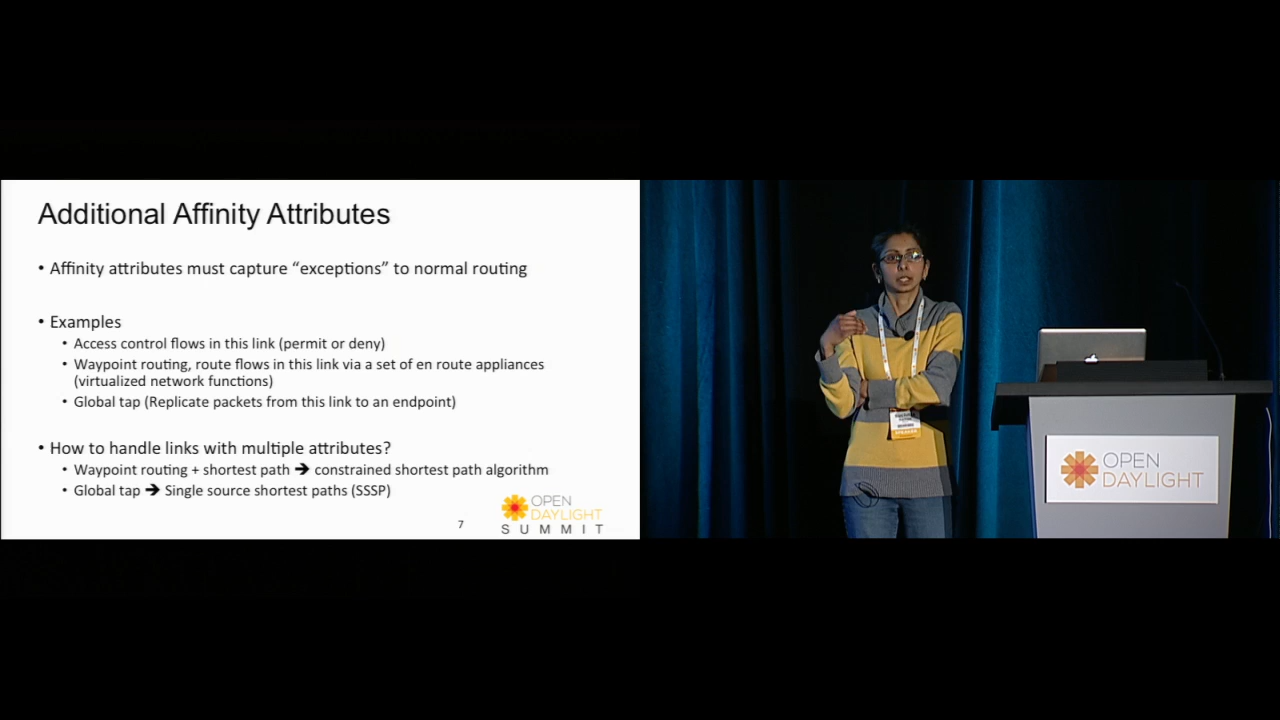 Additional Affinity Attributes
• Affinity attributes must capture “exceptions” to normal routing
• Examples
• Access control flows in this link (permit or deny)
• Waypoint routing, route flows in this link via a set of en route appliances
(virtualized network functions)
• Global tap (Replicate packets from this link to an endpoint)
• How to handle links with multiple attributes?
• Waypoint routing + shortest path ➔ constrained shortest path algorithm
• Global tap ➔ Single source shortest paths (SSSP)
7
OPEN
DAYLIGHT
SUMMIT
OPEN
DAYLIGHT